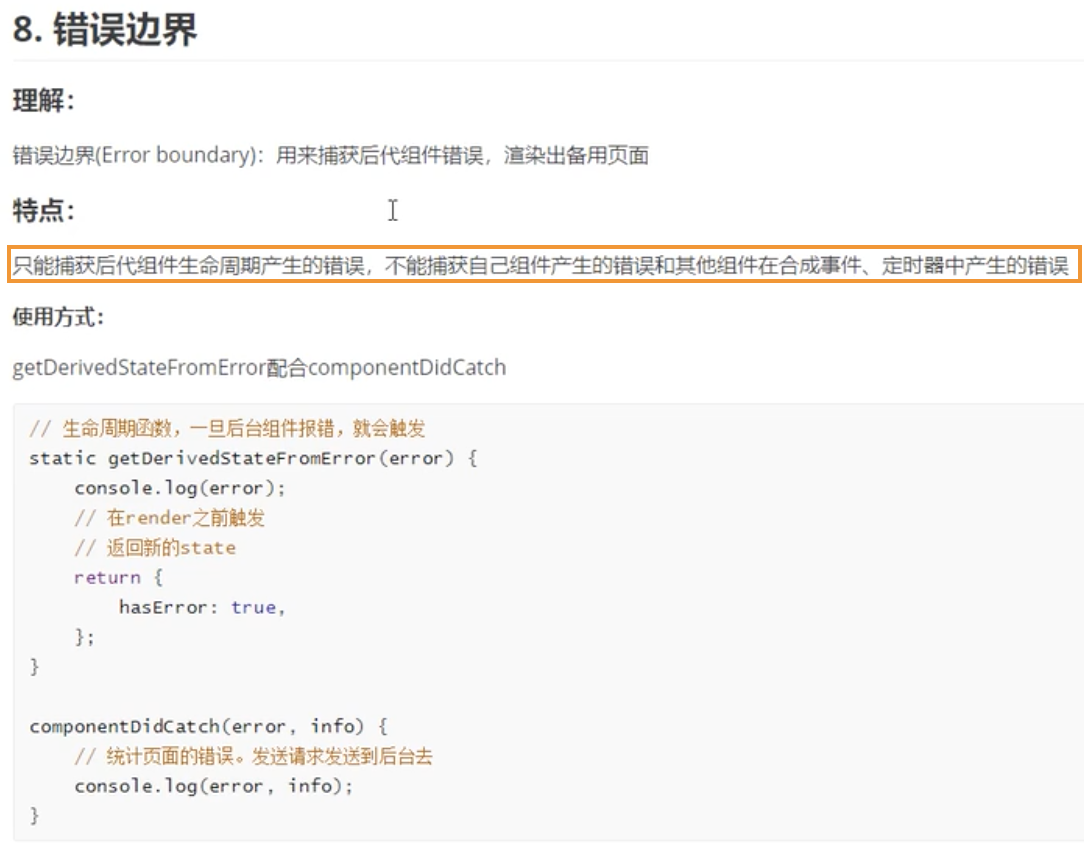 8. 错误边界
理解：
错误边界(Error boundary)：用来捕获后代组件错误，渲染出备用页面
特点：
只能捕获后代组件生命周期产生的错误，不能捕获自己组件产生的错误和其他组件在合成事件、定时器中产生的错误
使用方式：
getDerivedStateFromError配合componentDidCatch
// 生命周期函数，一旦后台组件报错，就会触发
static getDerivedStateFromError(error) {
    console.log(error);
    // 在render之前触发
    // 返回新的state
    return {
        hasError: true,
    };
}
componentDidCatch(error, info) {
    // 统计页面的错误。发送请求发送到后台去
    console.log(error, info);
}